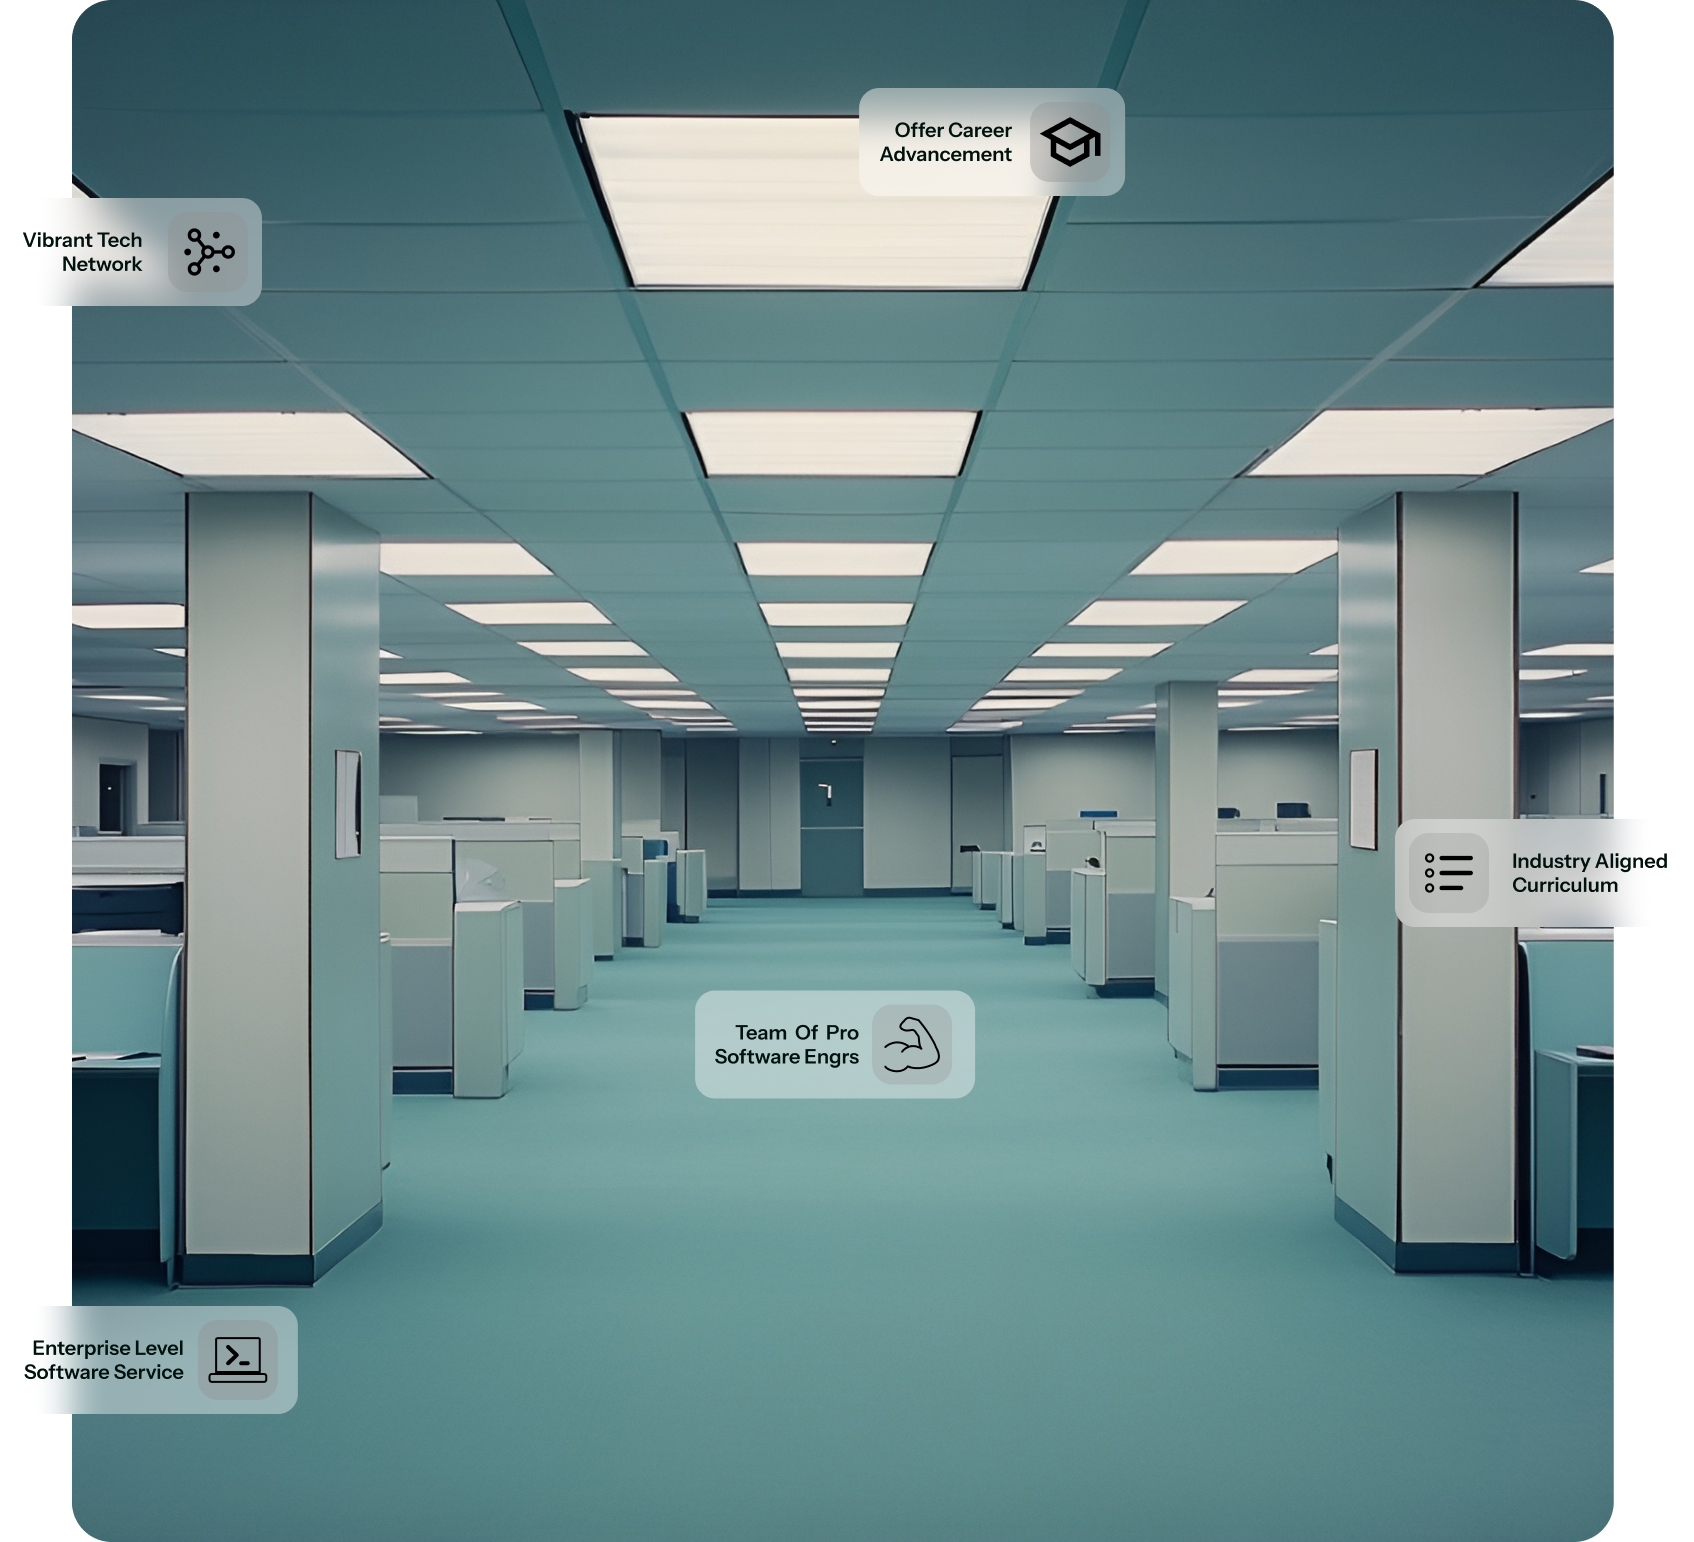 Offer Career
Advancement
Vibrant Tech
Network
Industry Aligned
Curriculum
Team Of Pro
Software Engrs
Enterprise Level
Software Service